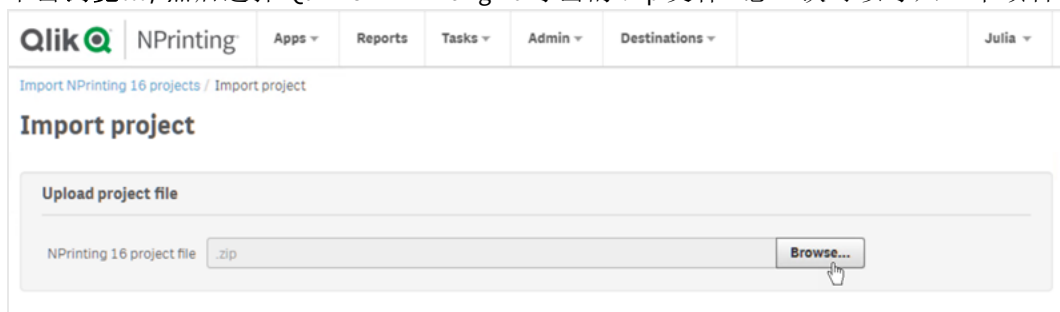 Qlik NPrinting Apps Reports Tasks Admin Destinations Julia
Import NPrinting 16 projects / Import project
Import project
Upload project file
NPrinting 16 project file .zip Browse...